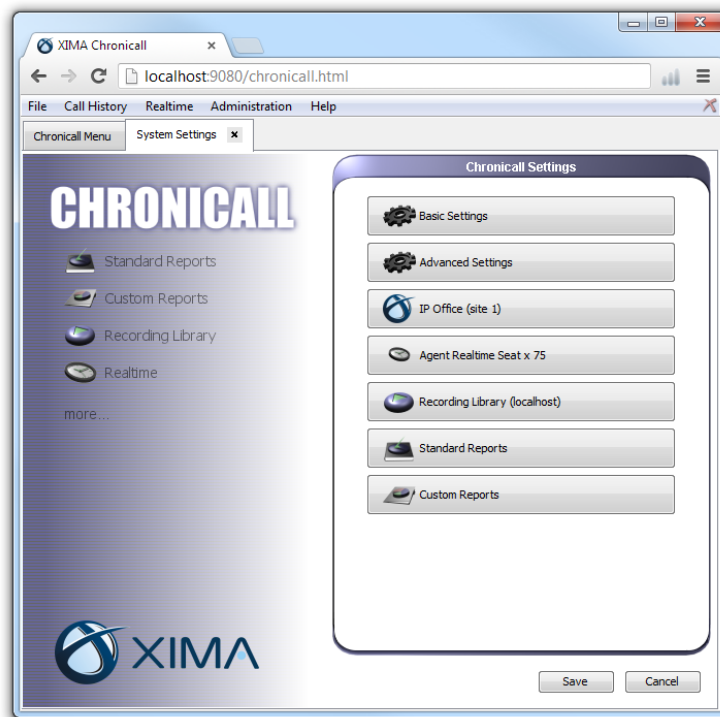 XIMA Chronicall
localhost:9080/chronicall.html
File Call History Realtime Administration Help
Chronicall Menu System Settings
CHRONICALL
Standard Reports
Custom Reports
Recording Library
Realtime
more...
XIMA
Chronicall Settings
Basic Settings
Advanced Settings
IP Office (site 1)
Agent Realtime Seat x 75
Recording Library (localhost)
Standard Reports
Custom Reports
Save Cancel